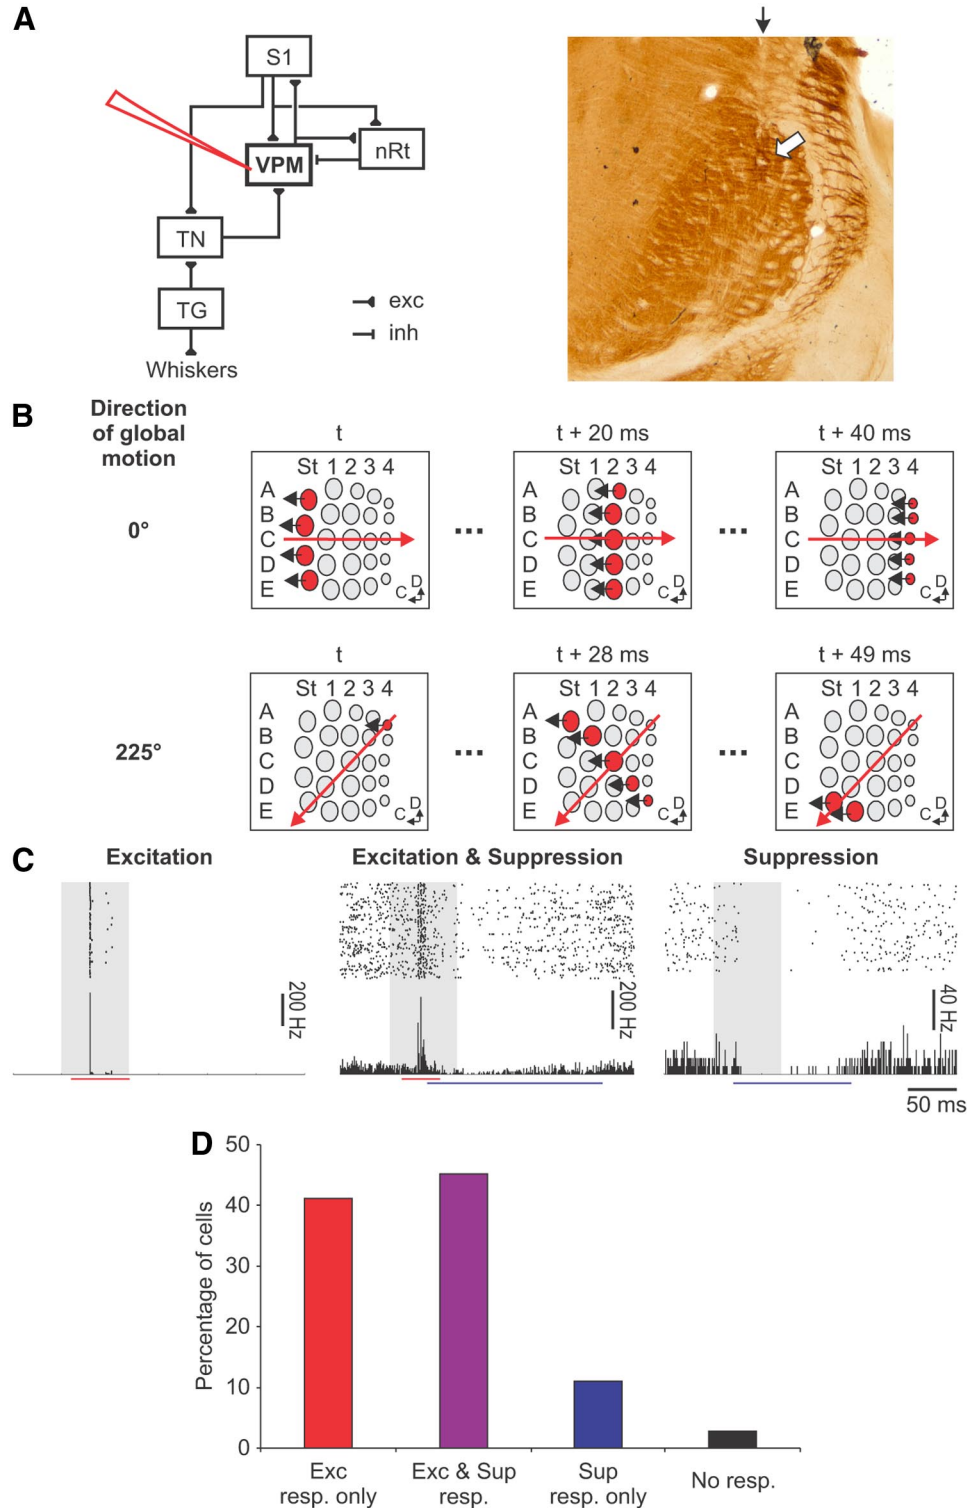 A
S1
VPM
nRt
TN
TG
exc
inh
Whiskers
B
Direction
of global
motion
t
t + 20 ms
t + 40 ms
0°
St 1 2 3 4
A
B
C
D
E
D
C
...
St 1 2 3 4
A
B
C
D
E
D
C
...
St 1 2 3 4
A
B
C
D
E
D
C
t
t + 28 ms
t + 49 ms
225°
St 1 2 3 4
A
B
C
D
E
D
C
...
St 1 2 3 4
A
B
C
D
E
D
C
...
St 1 2 3 4
A
B
C
D
E
D
C
C
Excitation
Excitation & Suppression
Suppression
200 Hz
200 Hz
40 Hz
50 ms
D
Percentage of cells
50
40
30
20
10
0
Exc
resp. only
Exc & Sup
resp.
Sup
resp. only
No resp.